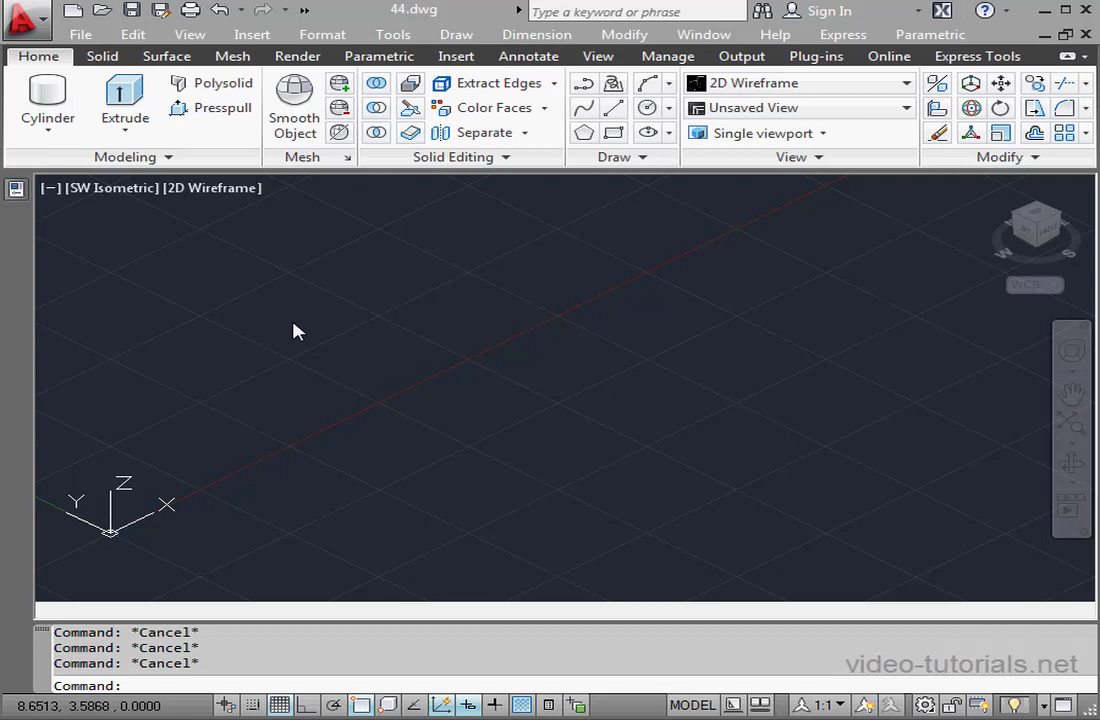 44.dwg Type a keyword or phrase Sign In
File Edit View Insert Format Tools Draw Dimension Modify Window Help Express Parametric
Home Solid Surface Mesh Render Parametric Insert Annotate View Manage Output Plug-ins Online Express Tools
Polysolid Extract Edges 2D Wireframe
Presspull Color Faces Unsaved View
Cylinder Extrude Smooth Object Separate Single viewport
Modeling Mesh Solid Editing Draw View Modify
[−] [SW Isometric] [2D Wireframe]
W S
WCS
Z
Y X
Command: *Cancel*
Command: *Cancel*
Command: *Cancel*
video-tutorials.net
Command:
8.6513, 3.5868, 0.0000 MODEL 1:1